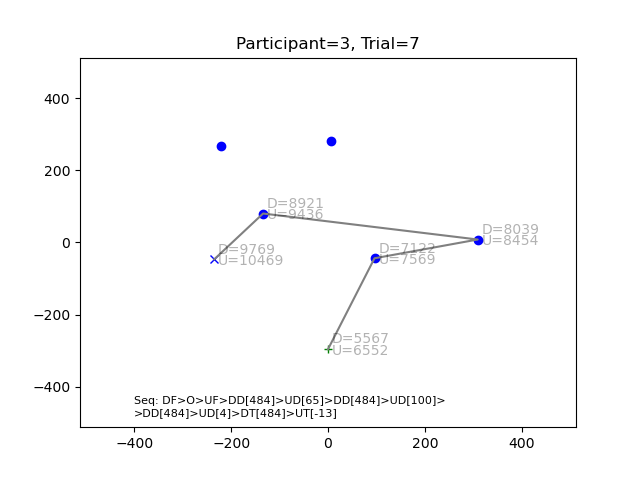 Participant=3, Trial=7
400
200
0
−200
−400
D=8921
U=9436
D=8039
U=8454
D=9769
U=10469
D=7122
U=7569
D=5567
U=6552
Seq: DF>O>UF>DD[484]>UD[65]>DD[484]>UD[100]>
>DD[484]>UD[4]>DT[484]>UT[-13]
−400 −200 0 200 400